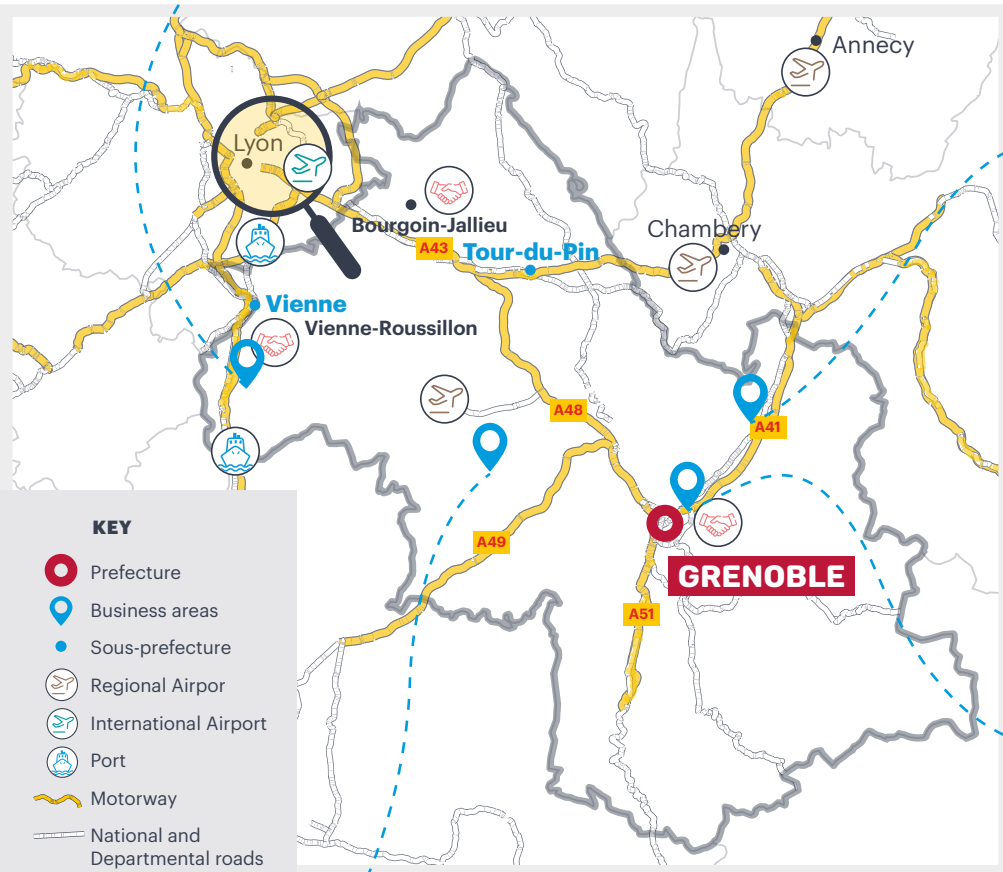 Annecy
Lyon
Bourgoin-Jallieu
Chambery
A43
Tour-du-Pin
Vienne
Vienne-Roussillon
A48
A41
A49
GRENOBLE
A51
KEY
Prefecture
Business areas
Sous-prefecture
Regional Airpor
International Airport
Port
Motorway
National and
Departmental roads